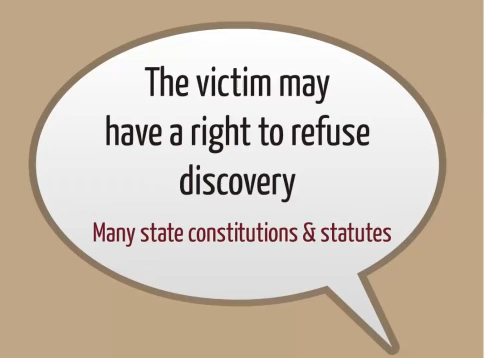 The victim may
have a right to refuse
discovery
Many state constitutions & statutes